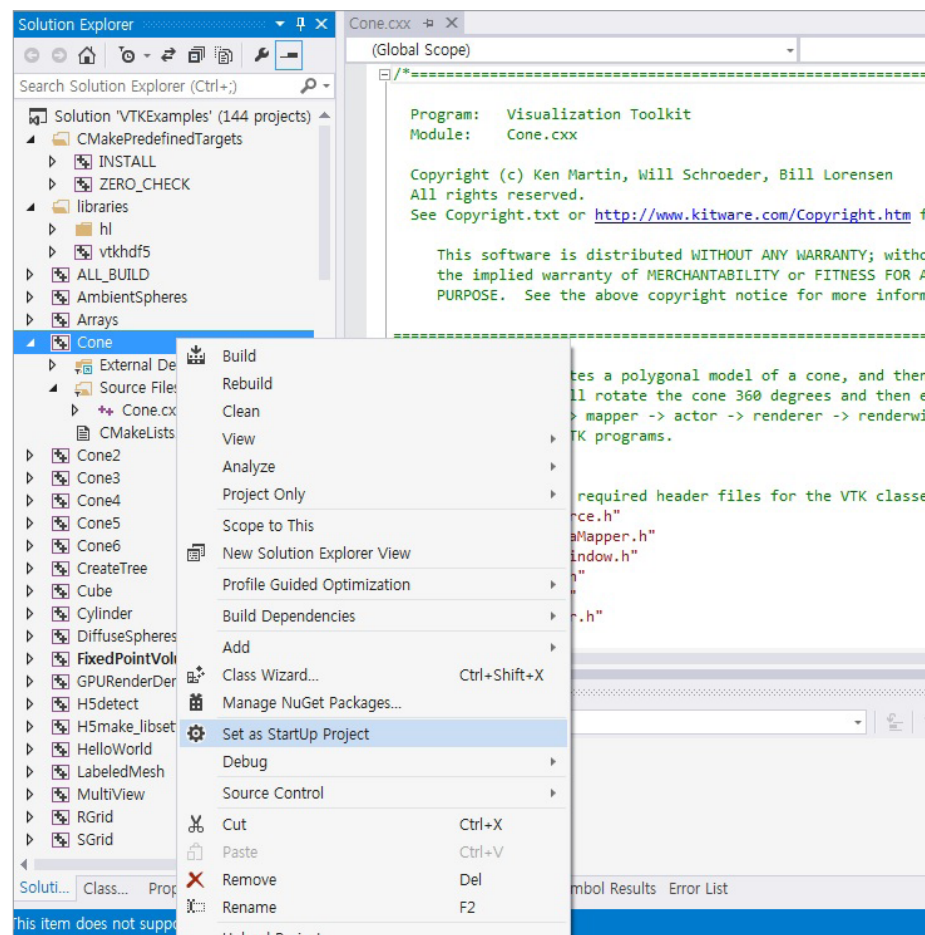 Solution Explorer
Search Solution Explorer (Ctrl+;)
Solution 'VTKExamples' (144 projects)
CMakePredefinedTargets
INSTALL
ZERO_CHECK
libraries
hl
vtkhdf5
ALL_BUILD
AmbientSpheres
Arrays
Cone
External De
Source Files
Cone.cx
CMakeLists
Cone2
Cone3
Cone4
Cone5
Cone6
CreateTree
Cube
Cylinder
DiffuseSpheres
FixedPointVolu
GPURenderDer
H5detect
H5make_libset
HelloWorld
LabeledMesh
MultiView
RGrid
SGrid
Soluti... Class... Prop
This item does not suppo
Build
Rebuild
Clean
View
Analyze
Project Only
Scope to This
New Solution Explorer View
Profile Guided Optimization
Build Dependencies
Add
Class Wizard... Ctrl+Shift+X
Manage NuGet Packages...
Set as StartUp Project
Debug
Source Control
Cut Ctrl+X
Paste Ctrl+V
Remove Del
Rename F2
Cone.cxx
(Global Scope)
/*=============================================================
Program: Visualization Toolkit
Module: Cone.cxx
Copyright (c) Ken Martin, Will Schroeder, Bill Lorensen
All rights reserved.
See Copyright.txt or http://www.kitware.com/Copyright.htm f
This software is distributed WITHOUT ANY WARRANTY; witho
the implied warranty of MERCHANTABILITY or FITNESS FOR A
PURPOSE. See the above copyright notice for more inform
=============================================================
tes a polygonal model of a cone, and then
ll rotate the cone 360 degrees and then e
> mapper -> actor -> renderer -> renderwi
TK programs.
required header files for the VTK classe
rce.h"
aMapper.h"
indow.h"
h"
"
r.h"
mbol Results Error List